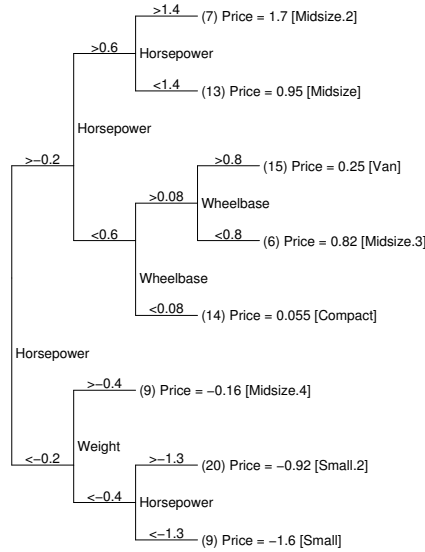 >1.4
(7) Price = 1.7 [Midsize.2]
>0.6
Horsepower
<1.4
(13) Price = 0.95 [Midsize]
Horsepower
>−0.2
>0.8
(15) Price = 0.25 [Van]
>0.08
Wheelbase
<0.6
<0.8
(6) Price = 0.82 [Midsize.3]
Wheelbase
<0.08
(14) Price = 0.055 [Compact]
Horsepower
>−0.4
(9) Price = −0.16 [Midsize.4]
Weight
<−0.2
>−1.3
(20) Price = −0.92 [Small.2]
<−0.4
Horsepower
<−1.3
(9) Price = −1.6 [Small]